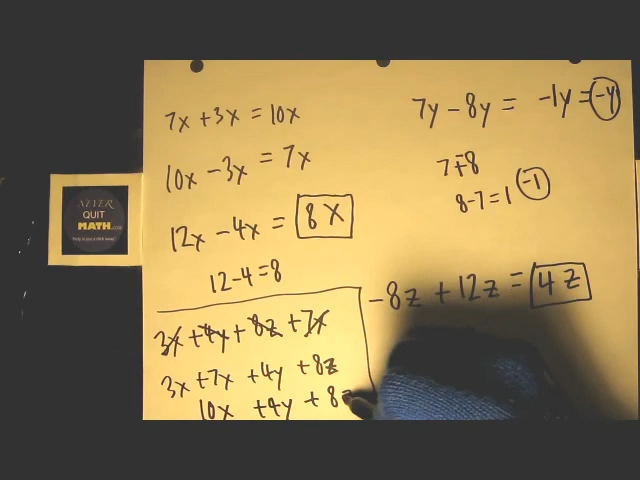 7x + 3x = 10x
10x - 3x = 7x
12x - 4x = 8x
12-4=8
3x + 4y + 8z + 7x
3x + 7x + 4y + 8z
10x + 4y + 8z
7y - 8y = -1y = -y
7+-8
8-7=1 -1
-8z + 12z = 4z
NEVER
QUIT
MATH.com